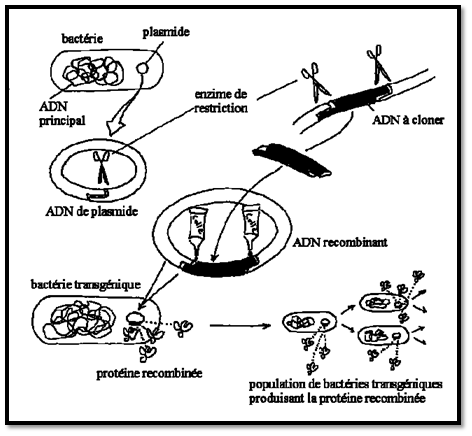 bactérie
plasmide
ADN
principal
enzime de
restriction
ADN à cloner
ADN de plasmide
ADN recombinant
bactérie transgénique
protéine recombinée
population de bactéries transgéniques
produisant la protéine recombinée